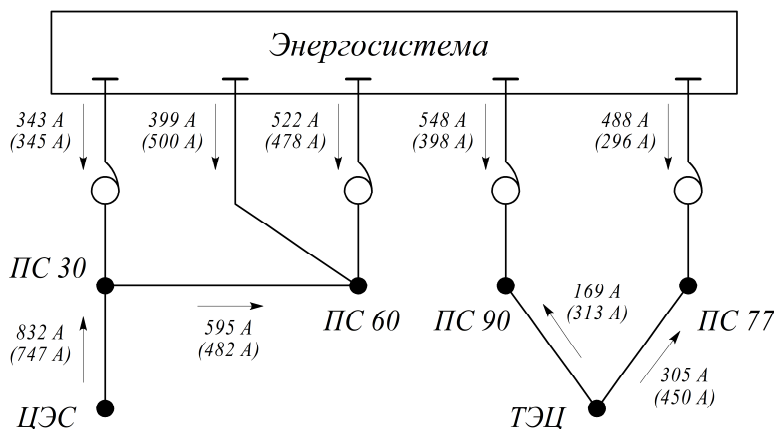 Энергосистема
343 А
(345 А)
399 А
(500 А)
522 А
(478 А)
548 А
(398 А)
488 А
(296 А)
ПС 30
ПС 60
ПС 90
ПС 77
832 А
(747 А)
595 А
(482 А)
169 А
(313 А)
305 А
(450 А)
ЦЭС
ТЭЦ